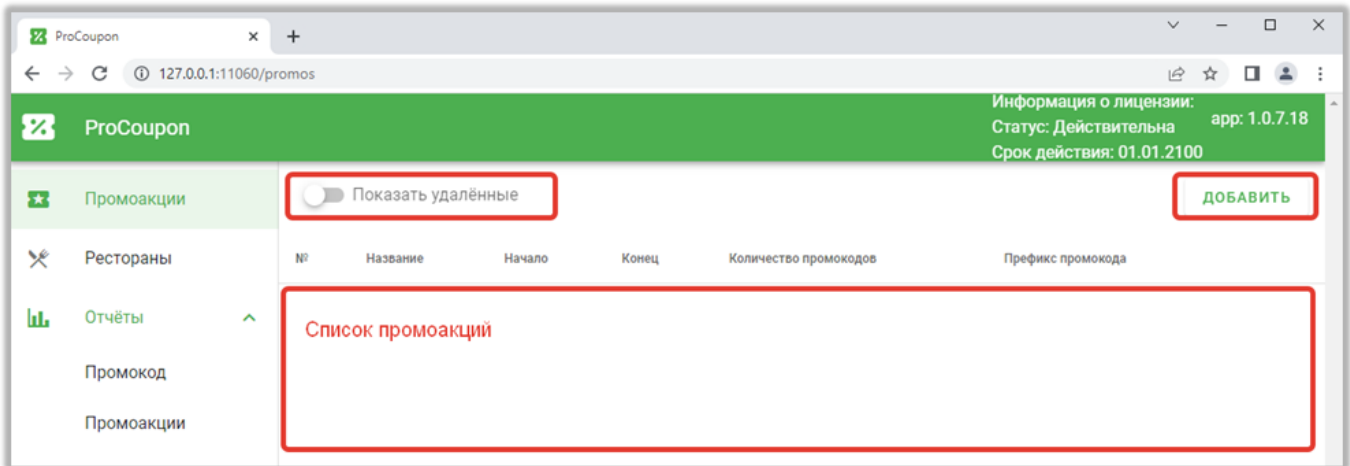 ProCoupon
127.0.0.1:11060/promos
ProCoupon
Информация о лицензии:
Статус: Действительна
Срок действия: 01.01.2100
app: 1.0.7.18
Промоакции
Показать удалённые
ДОБАВИТЬ
Рестораны
№ Название Начало Конец Количество промокодов Префикс промокода
Отчёты
Список промоакций
Промокод
Промоакции